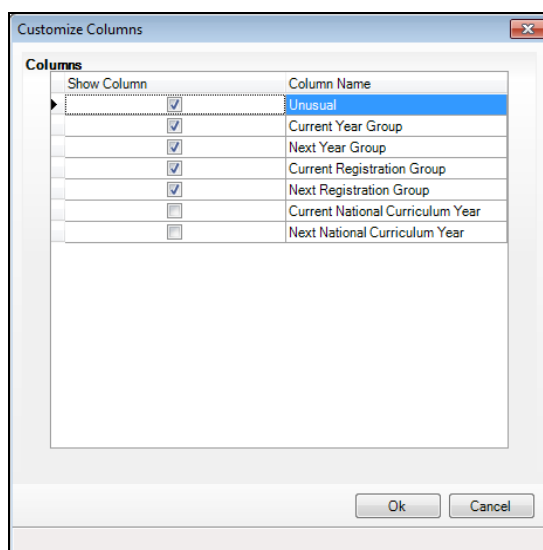 Customize Columns
Columns
Show Column Column Name
Unusual
Current Year Group
Next Year Group
Current Registration Group
Next Registration Group
Current National Curriculum Year
Next National Curriculum Year
Ok Cancel